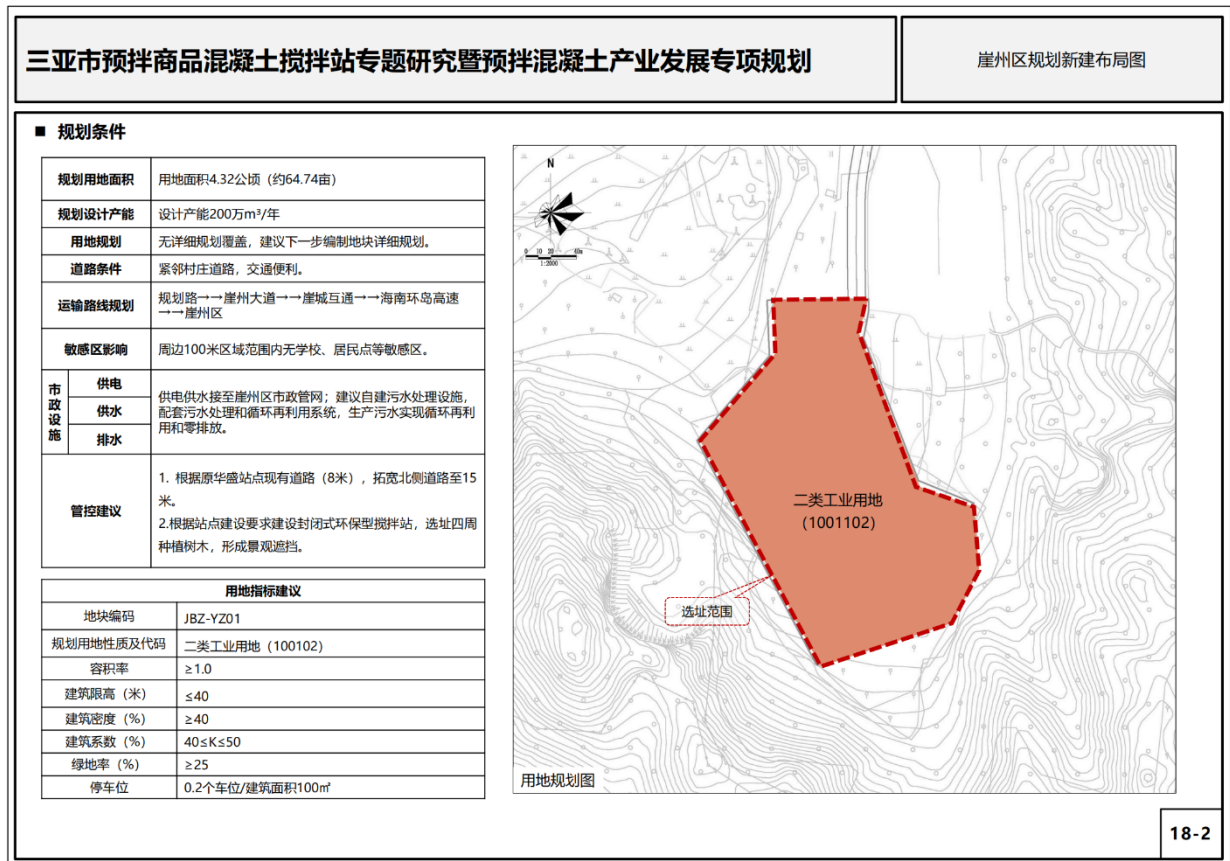 三亚市预拌商品混凝土搅拌站专题研究暨预拌混凝土产业发展专项规划
崖州区规划新建布局图
■ 规划条件
规划用地面积
用地面积4.32公顷（约64.74亩）
规划设计产能
设计产能200万m³/年
用地规划
无详细规划覆盖，建议下一步编制地块详细规划。
道路条件
紧邻村庄道路，交通便利。
运输路线规划
规划路→→崖州大道→→崖城互通→→海南环岛高速
→→崖州区
敏感区影响
周边100米区域范围内无学校、居民点等敏感区。
市政设施
供电
供水
排水
供电供水接至崖州区市政管网；建议自建污水处理设施，
配套污水处理和循环再利用系统，生产污水实现循环再利
用和零排放。
管控建议
1. 根据原华盛站点现有道路（8米），拓宽北侧道路至15
米。
2.根据站点建设要求建设封闭式环保型搅拌站，选址四周
种植树木，形成景观遮挡。
用地指标建议
地块编码
JBZ-YZ01
规划用地性质及代码
二类工业用地（100102）
容积率
≥1.0
建筑限高（米）
≤40
建筑密度（%）
≥40
建筑系数（%）
40≤K≤50
绿地率（%）
≥25
停车位
0.2个车位/建筑面积100㎡
N
0 10 20 40m
1:2000
二类工业用地
（1001102）
选址范围
用地规划图
18-2